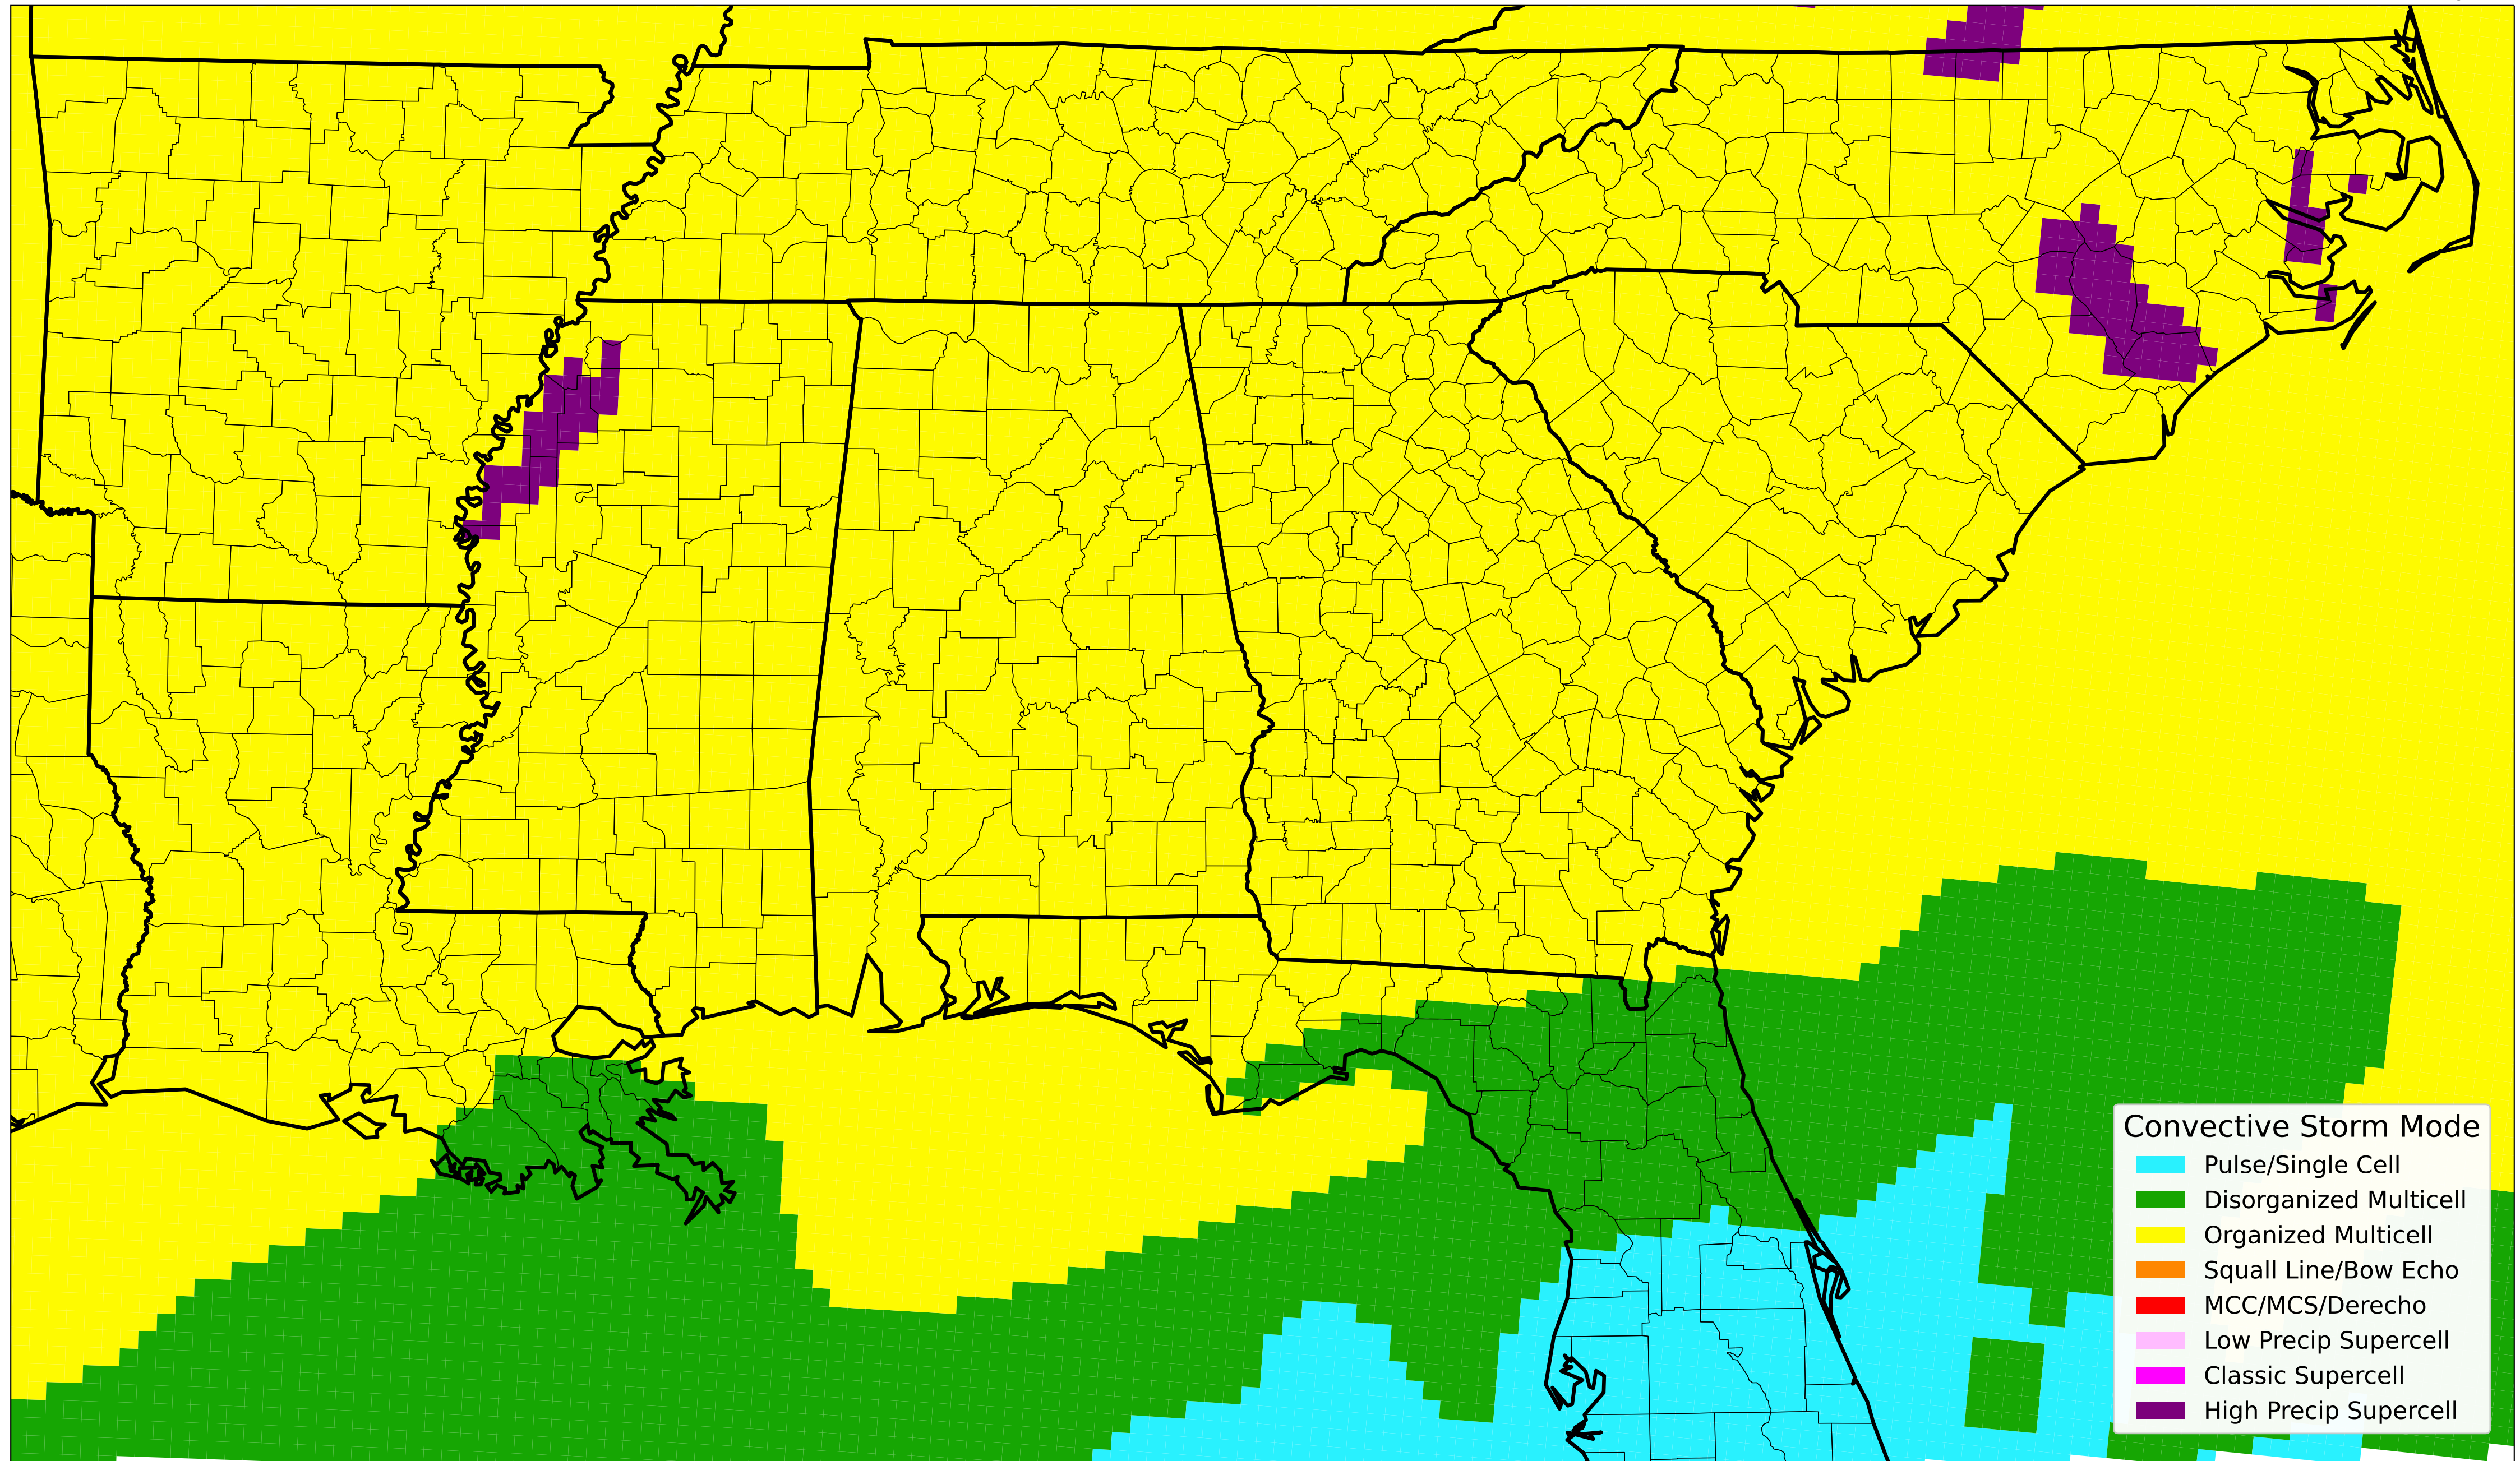 Convective Storm Mode
Pulse/Single Cell
Disorganized Multicell
Organized Multicell
Squall Line/Bow Echo
MCC/MCS/Derecho
Low Precip Supercell
Classic Supercell
High Precip Supercell